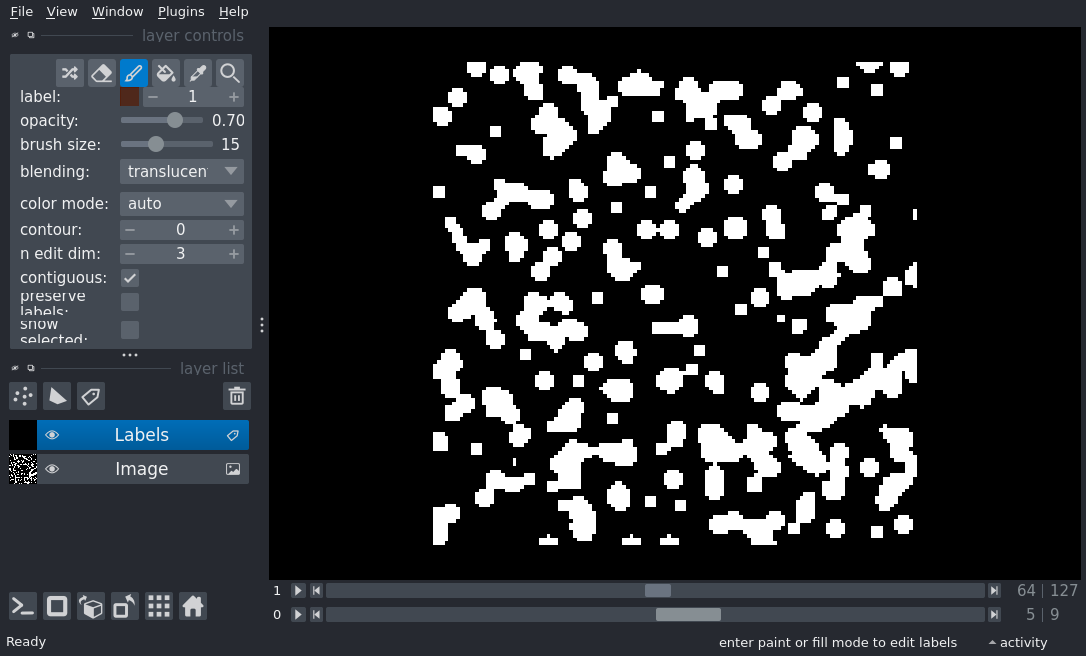 File View Window Plugins Help
layer controls
label: 1
opacity: 0.70
brush size: 15
blending: translucen
color mode: auto
contour: 0
n edit dim: 3
contiguous:
preserve
labels:
show
selected:
layer list
Labels
Image
1 64 127
0 5 9
Ready enter paint or fill mode to edit labels activity